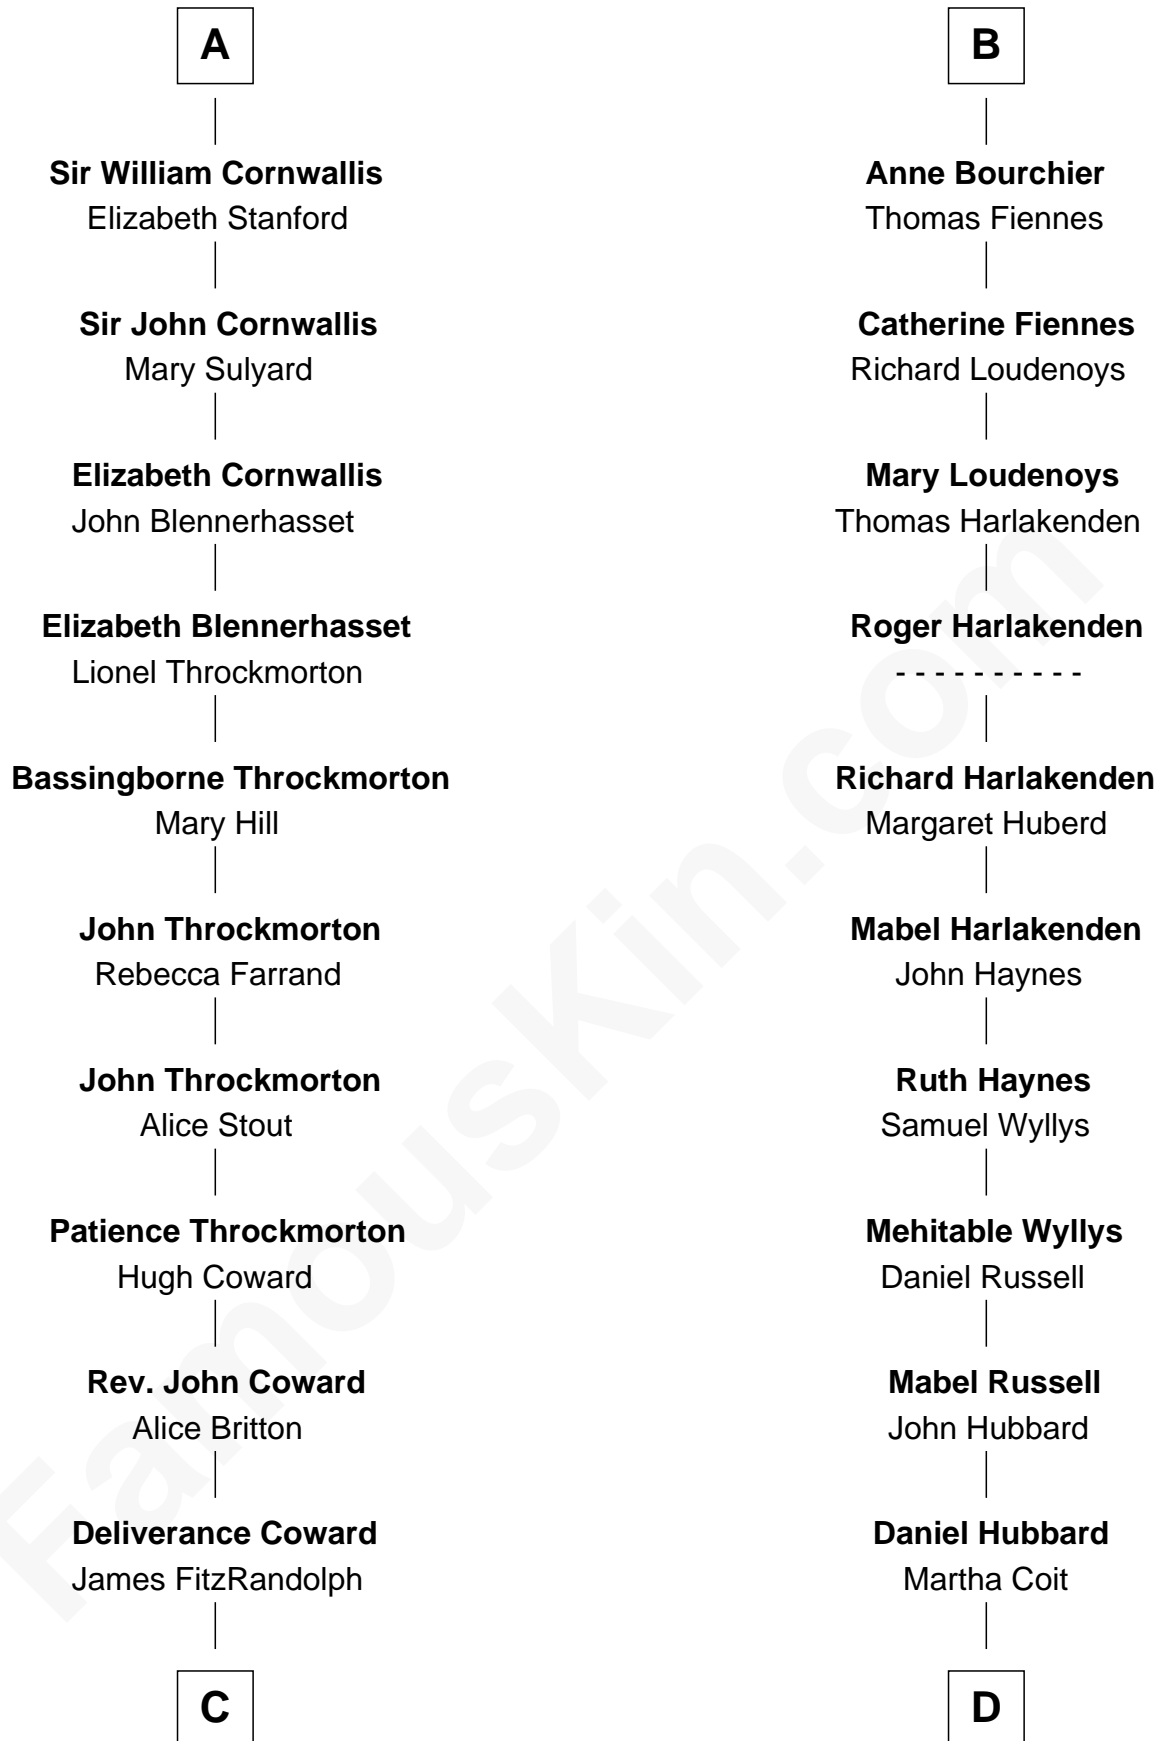 A
Sir William Cornwallis
Elizabeth Stanford
Sir John Cornwallis
Mary Sulyard
Elizabeth Cornwallis
John Blennerhasset
Elizabeth Blennerhasset
Lionel Throckmorton
Bassingborne Throckmorton
Mary Hill
John Throckmorton
Rebecca Farrand
John Throckmorton
Alice Stout
Patience Throckmorton
Hugh Coward
Rev. John Coward
Alice Britton
Deliverance Coward
James FitzRandolph
C
B
Anne Bourchier
Thomas Fiennes
Catherine Fiennes
Richard Loudenoys
Mary Loudenoys
Thomas Harlakenden
Roger Harlakenden
- - - - - - - - - -
Richard Harlakenden
Margaret Huberd
Mabel Harlakenden
John Haynes
Ruth Haynes
Samuel Wyllys
Mehitable Wyllys
Daniel Russell
Mabel Russell
John Hubbard
Daniel Hubbard
Martha Coit
D
FamousKin.com